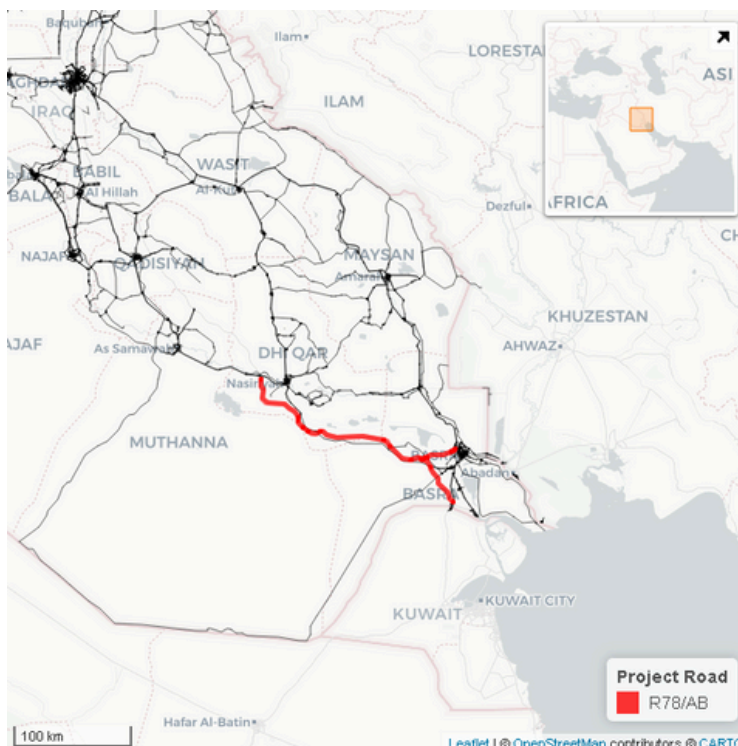 Baqubah
Ilam
LORESTA
ASI
ILAM
IRAQ
WASIT
AFRICA
BABIL
Al Hillah
BALA
Al-Kut
Dezful
NAJAF
QADISIYAH
MAYSAN
Amarah
KHUZESTAN
AJAF
As Samawah
DHI QAR
AHWAZ
Nasiriyah
MUTHANNA
BASR
Abadan
BASRA
KUWAIT
KUWAIT CITY
Project Road
R78/AB
Hafar Al-Batin
100 km
Leaflet | © OpenStreetMap contributors © CARTO